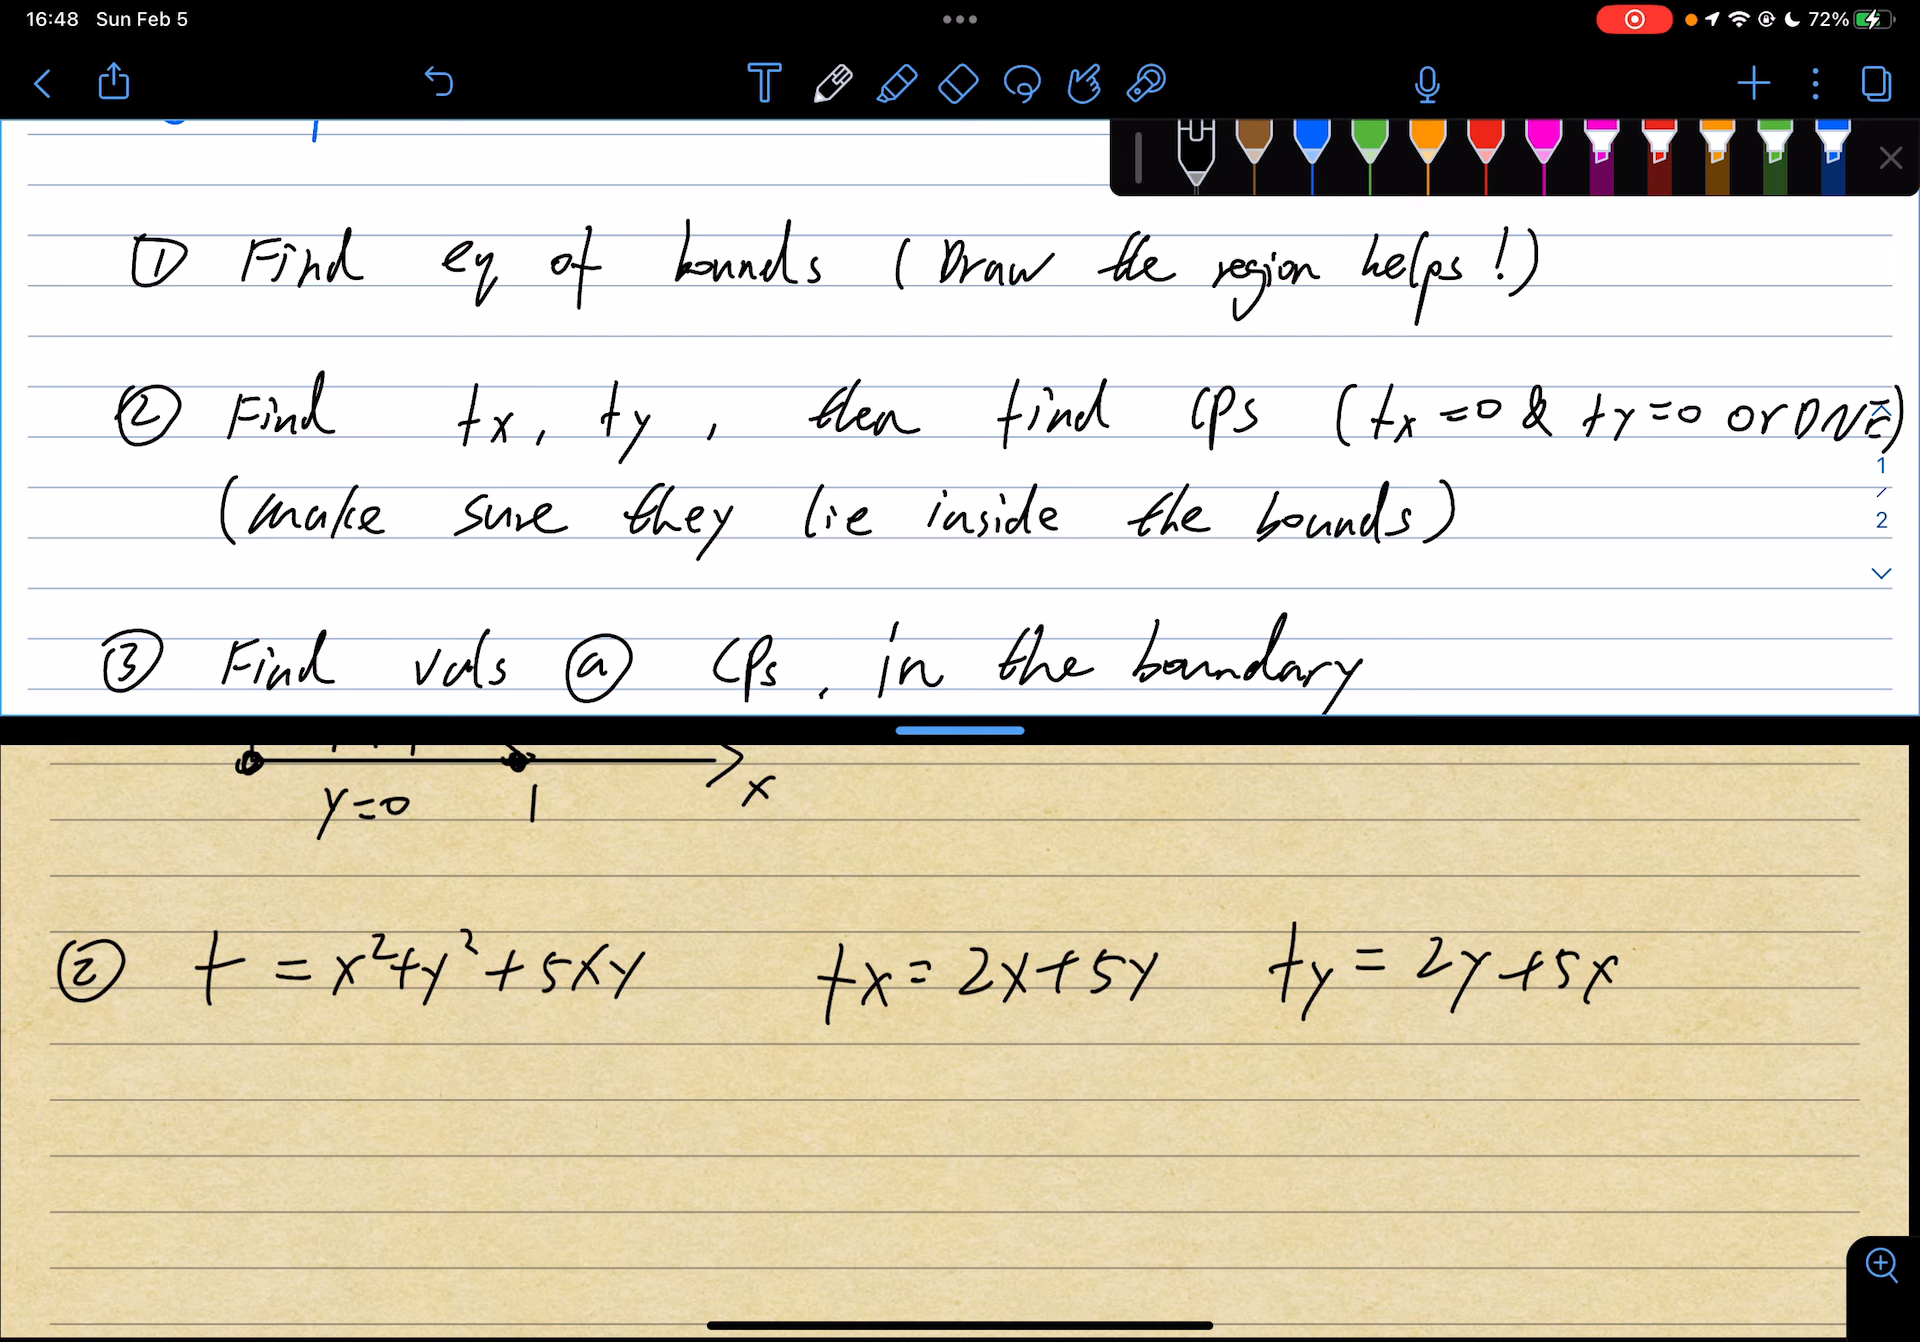 16:48 Sun Feb 5
72%
① Find eq of bounds (Draw the region helps!)
② Find fx, fy, then find CPs (fx=0 & fy=0 or DNE)
(make sure they lie inside the bounds)
1
/
2
③ Find vals @ CPs, in the boundary
x
y=0 1
② f = x²+y²+5xy fx = 2x+5y fy = 2y+5x